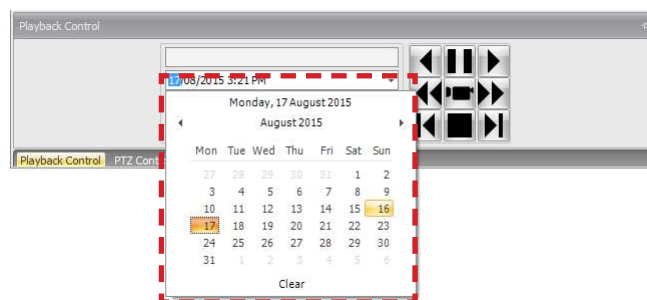 Playback Control
17/08/2015 3:21 PM
Monday, 17 August 2015
August 2015
Mon Tue Wed Thu Fri Sat Sun
27 28 29 30 31 1 2
3 4 5 6 7 8 9
10 11 12 13 14 15 16
17 18 19 20 21 22 23
24 25 26 27 28 29 30
31 1 2 3 4 5 6
Clear
Playback Control PTZ Cont